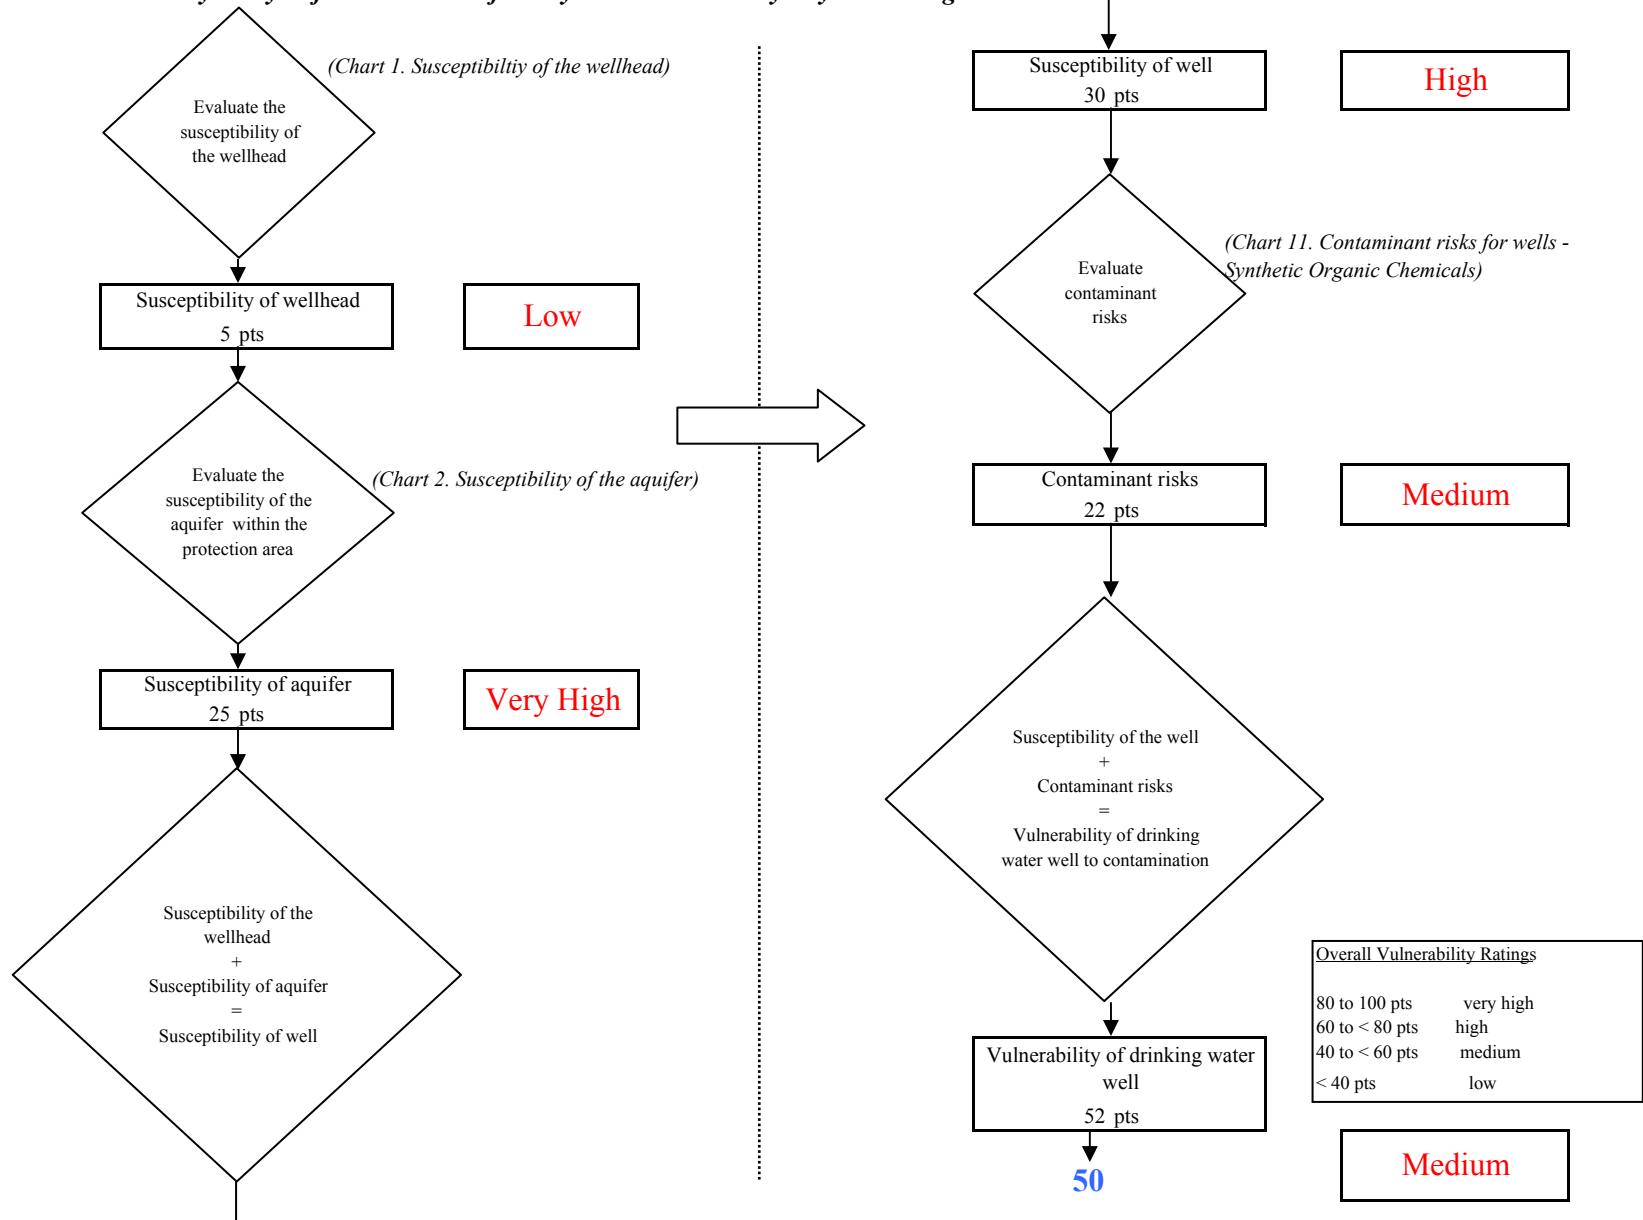 (Chart 1. Susceptibiltiy of the wellhead)
Evaluate the
susceptibility of
the wellhead
Susceptibility of wellhead
5 pts
Low
Evaluate the
susceptibility of the
aquifer within the
protection area
(Chart 2. Susceptibility of the aquifer)
Susceptibility of aquifer
25 pts
Very High
Susceptibility of the
wellhead
+
Susceptibility of aquifer
=
Susceptibility of well
Susceptibility of well
30 pts
High
(Chart 11. Contaminant risks for wells -
Synthetic Organic Chemicals)
Evaluate
contaminant
risks
Contaminant risks
22 pts
Medium
Susceptibility of the well
+
Contaminant risks
=
Vulnerability of drinking
water well to contamination
Overall Vulnerability Ratings
80 to 100 pts very high
60 to < 80 pts high
40 to < 60 pts medium
< 40 pts low
Vulnerability of drinking water
well
52 pts
50
Medium